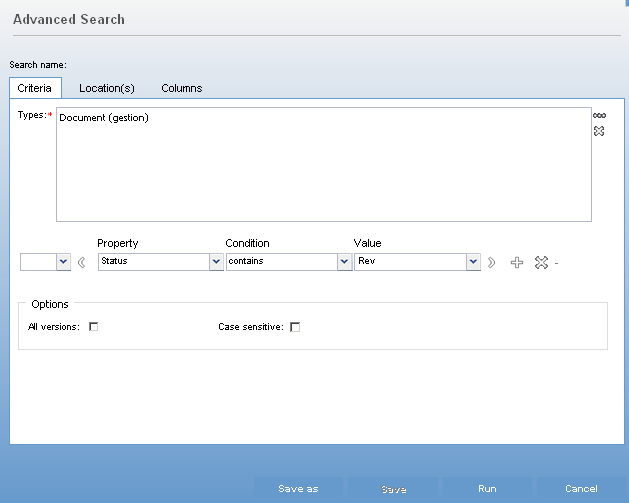 Advanced Search
Search name:
Criteria Location(s) Columns
Types:* Document (gestion)
Property Condition Value
Status contains Rev
Options
All versions: Case sensitive:
Save as Save Run Cancel